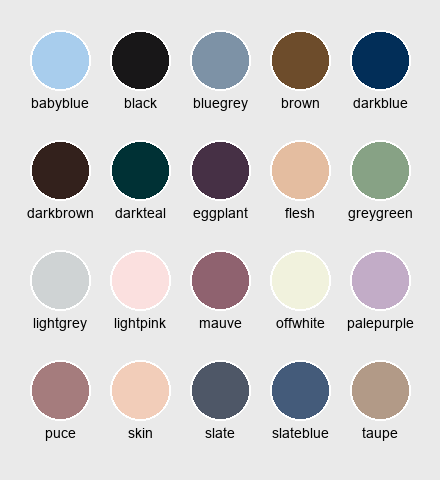 babyblue black bluegrey brown darkblue
darkbrown darkteal eggplant flesh greygreen
lightgrey lightpink mauve offwhite palepurple
puce skin slate slateblue taupe